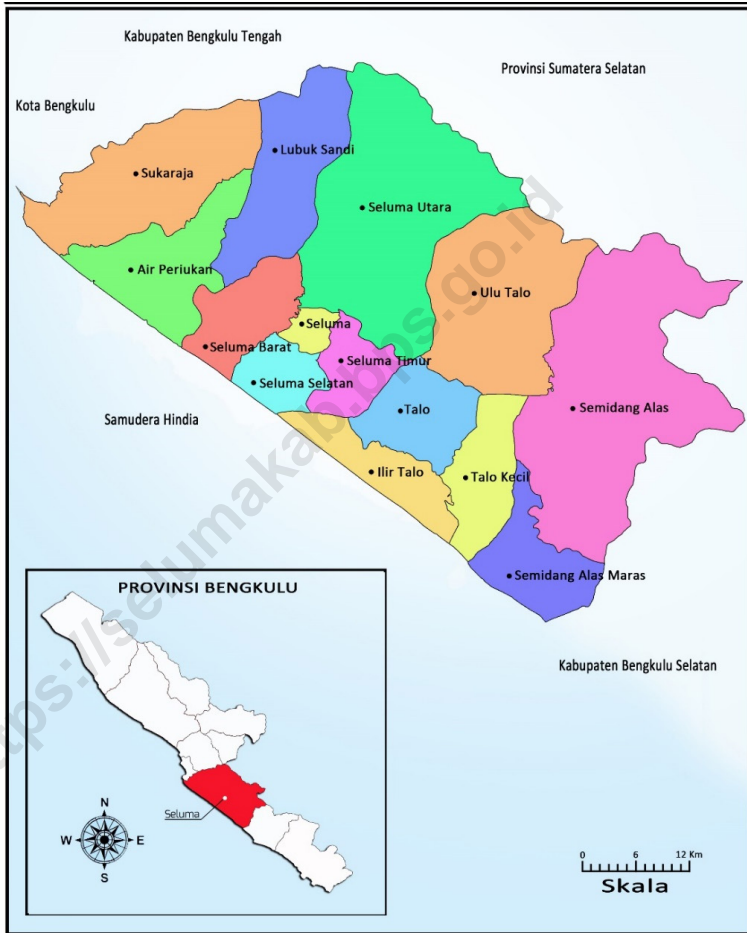 Kabupaten Bengkulu Tengah
Provinsi Sumatera Selatan
Kota Bengkulu
Lubuk Sandi
Sukaraja
Seluma Utara
Air Periukan
Ulu Talo
Seluma
Seluma Barat
Seluma Timur
Seluma Selatan
Samudera Hindia
Talo
Semidang Alas
Ilir Talo
Talo Kecil
Semidang Alas Maras
Kabupaten Bengkulu Selatan
PROVINSI BENGKULU
Seluma
N
W E
S
0 6 12 Km
Skala
https://selumakab.bps.go.id